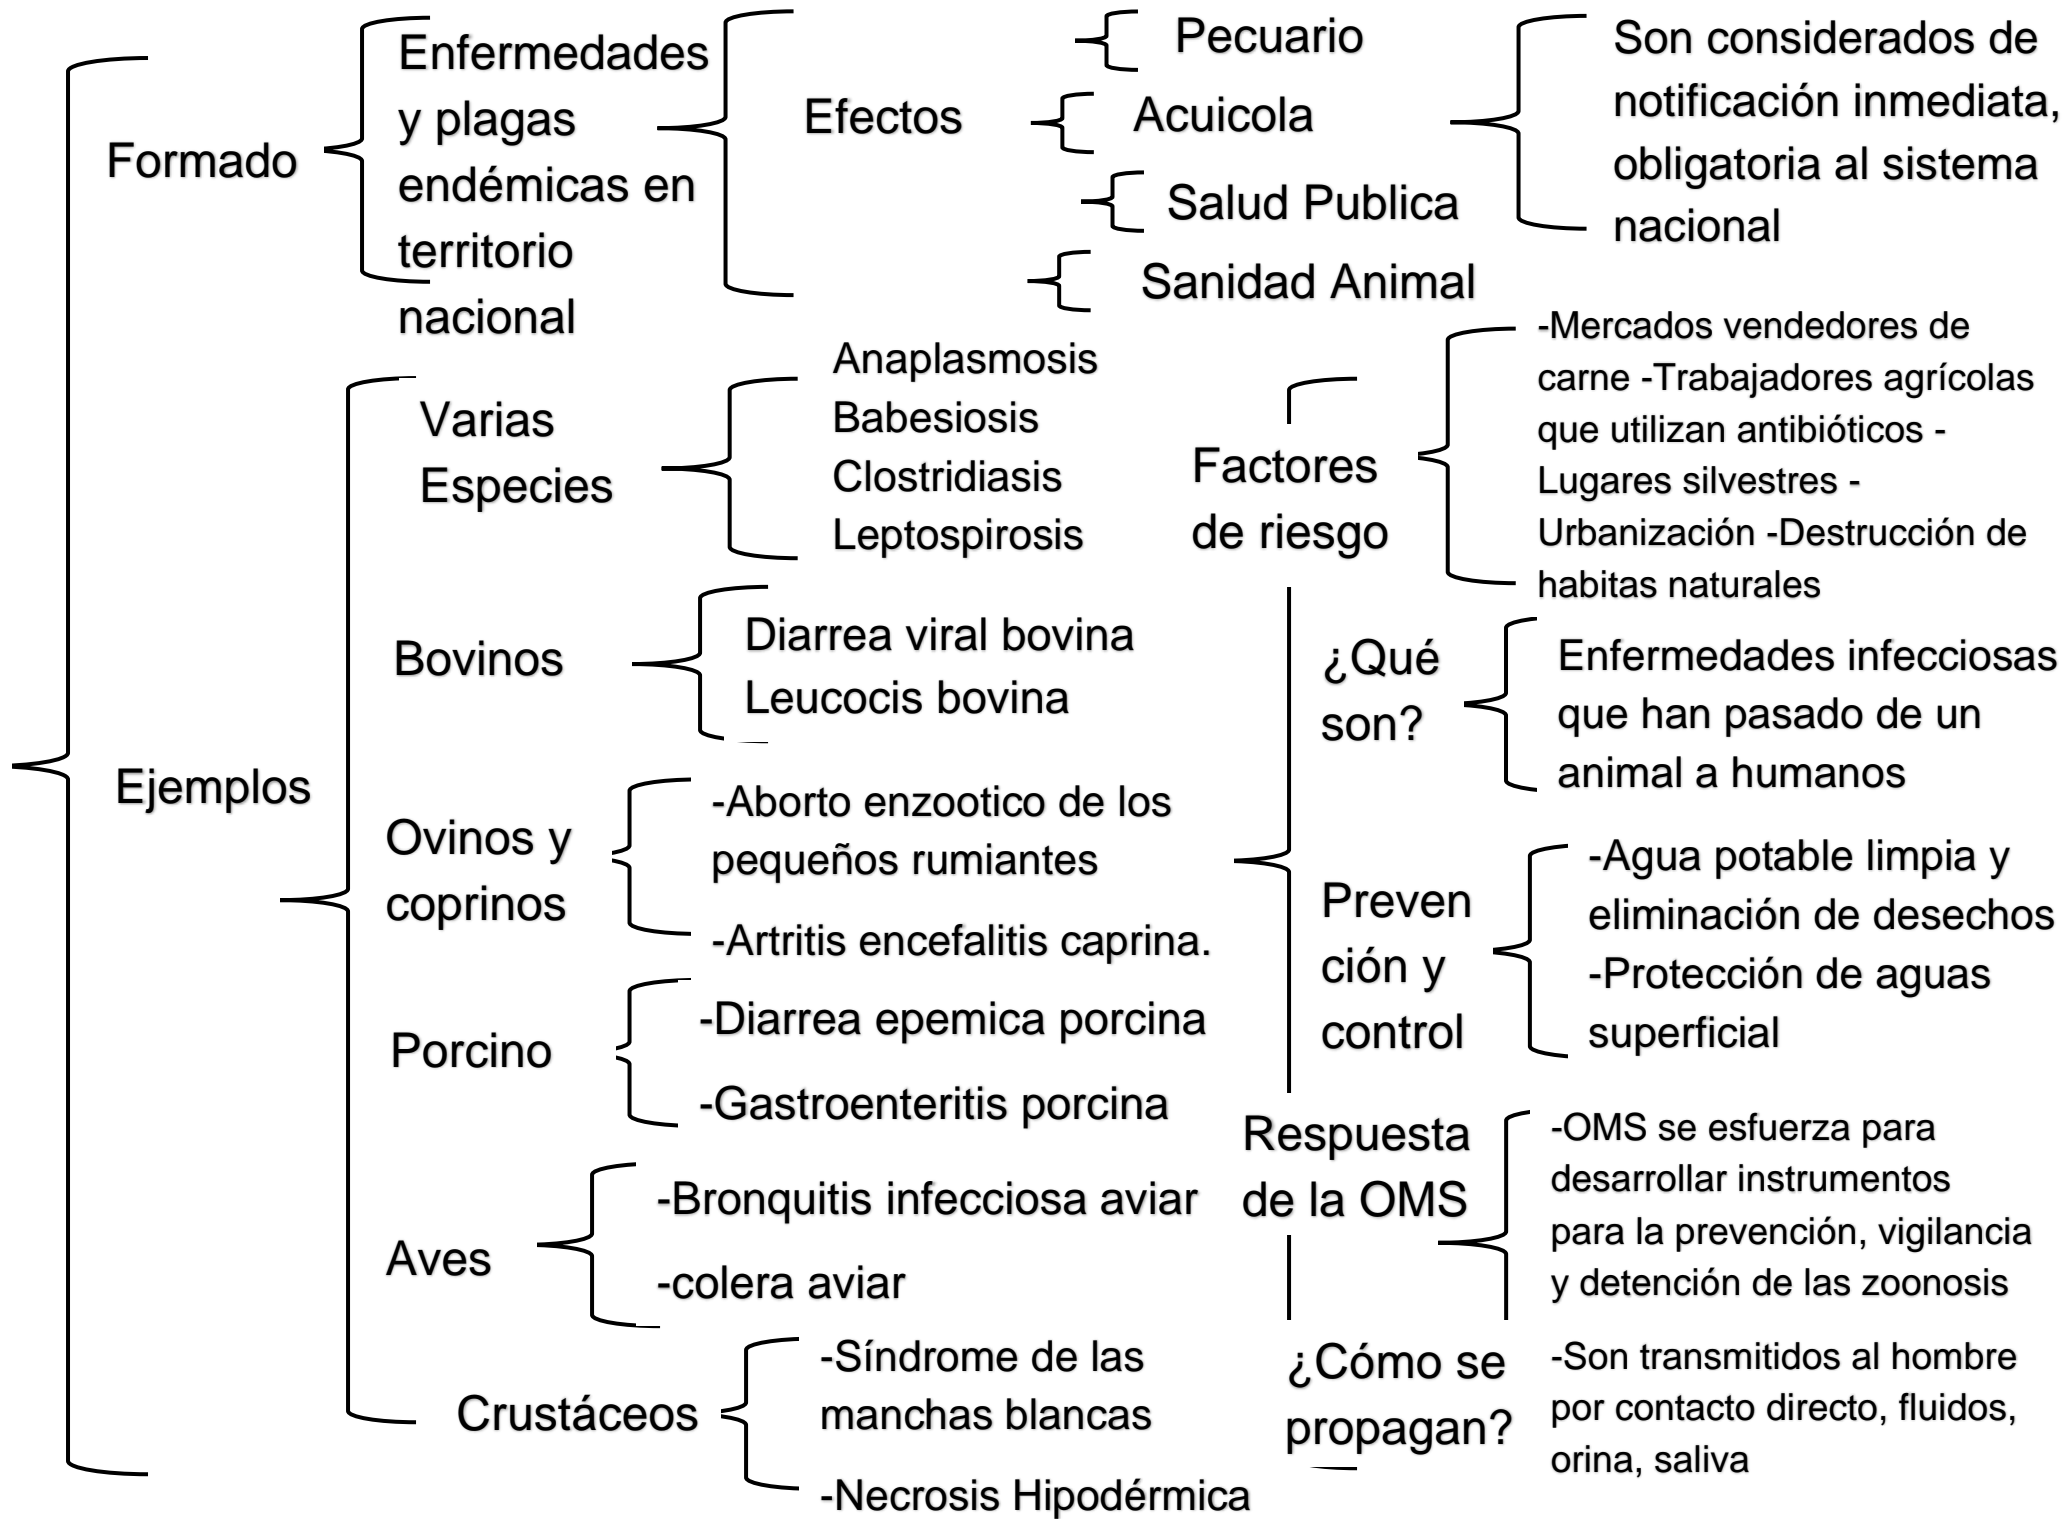 Formado
Enfermedades
y plagas
endémicas en
territorio
nacional
Efectos
Pecuario
Acuicola
Salud Publica
Sanidad Animal
Son considerados de
notificación inmediata,
obligatoria al sistema
nacional
Ejemplos
Varias
Especies
Anaplasmosis
Babesiosis
Clostridiasis
Leptospirosis
Bovinos
Diarrea viral bovina
Leucocis bovina
Ovinos y
coprinos
-Aborto enzootico de los
pequeños rumiantes
-Artritis encefalitis caprina.
Porcino
-Diarrea epemica porcina
-Gastroenteritis porcina
Aves
-Bronquitis infecciosa aviar
-colera aviar
Crustáceos
-Síndrome de las
manchas blancas
-Necrosis Hipodérmica
Factores
de riesgo
-Mercados vendedores de
carne -Trabajadores agrícolas
que utilizan antibióticos -
Lugares silvestres -
Urbanización -Destrucción de
habitas naturales
¿Qué
son?
Enfermedades infecciosas
que han pasado de un
animal a humanos
Preven
ción y
control
-Agua potable limpia y
eliminación de desechos
-Protección de aguas
superficial
Respuesta
de la OMS
-OMS se esfuerza para
desarrollar instrumentos
para la prevención, vigilancia
y detención de las zoonosis
¿Cómo se
propagan?
-Son transmitidos al hombre
por contacto directo, fluidos,
orina, saliva